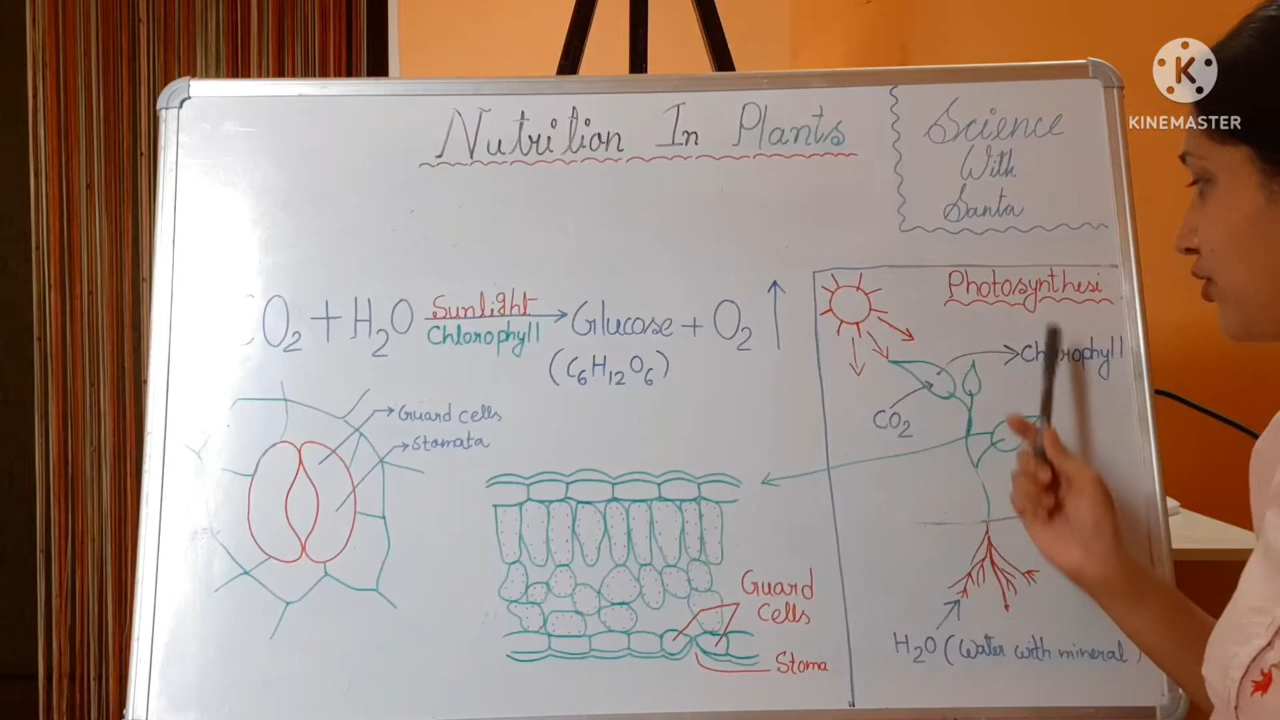 Nutrition In Plants
Science
With
Santa
KINEMASTER
CO2 + H2O Sunlight Glucose + O2
Chlorophyll
(C6H12O6)
Guard cells
Stomata
Guard
Cells
Stoma
Photosynthesi
Chlorophyll
CO2
H2O (Water with mineral)